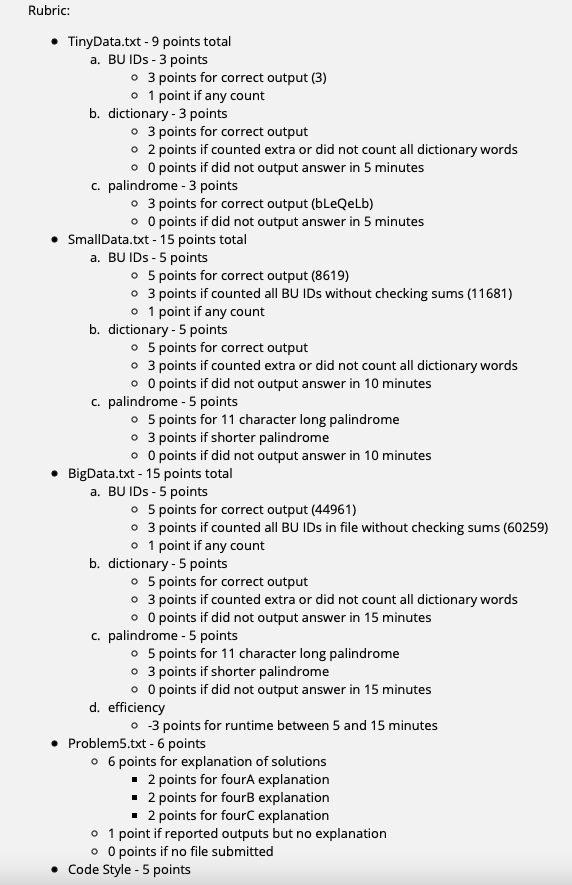 Rubric:
• TinyData.txt - 9 points total
a. BU IDs - 3 points
○ 3 points for correct output (3)
○ 1 point if any count
b. dictionary - 3 points
○ 3 points for correct output
○ 2 points if counted extra or did not count all dictionary words
○ 0 points if did not output answer in 5 minutes
c. palindrome - 3 points
○ 3 points for correct output (bLeQeLb)
○ 0 points if did not output answer in 5 minutes
• SmallData.txt - 15 points total
a. BU IDs - 5 points
○ 5 points for correct output (8619)
○ 3 points if counted all BU IDs without checking sums (11681)
○ 1 point if any count
b. dictionary - 5 points
○ 5 points for correct output
○ 3 points if counted extra or did not count all dictionary words
○ 0 points if did not output answer in 10 minutes
c. palindrome - 5 points
○ 5 points for 11 character long palindrome
○ 3 points if shorter palindrome
○ 0 points if did not output answer in 10 minutes
• BigData.txt - 15 points total
a. BU IDs - 5 points
○ 5 points for correct output (44961)
○ 3 points if counted all BU IDs in file without checking sums (60259)
○ 1 point if any count
b. dictionary - 5 points
○ 5 points for correct output
○ 3 points if counted extra or did not count all dictionary words
○ 0 points if did not output answer in 15 minutes
c. palindrome - 5 points
○ 5 points for 11 character long palindrome
○ 3 points if shorter palindrome
○ 0 points if did not output answer in 15 minutes
d. efficiency
○ -3 points for runtime between 5 and 15 minutes
• Problem5.txt - 6 points
○ 6 points for explanation of solutions
▪ 2 points for fourA explanation
▪ 2 points for fourB explanation
▪ 2 points for fourC explanation
○ 1 point if reported outputs but no explanation
○ 0 points if no file submitted
• Code Style - 5 points